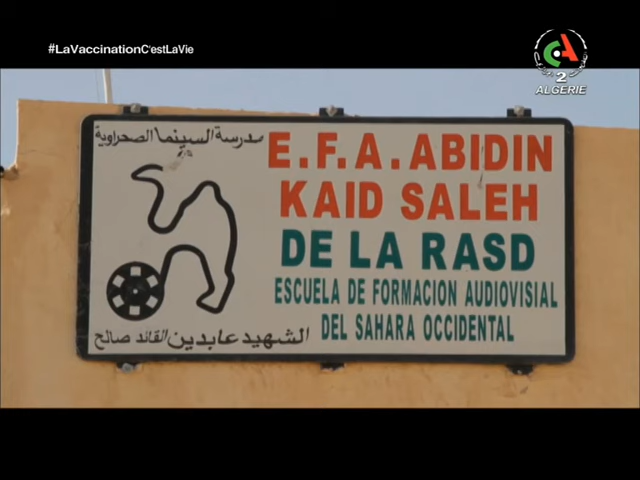 #LaVaccinationC'estLaVie
2
ALGERIE
مدرسة السينما الصحراوية
E.F.A. ABIDIN
KAID SALEH
DE LA RASD
ESCUELA DE FORMACION AUDIOVISIAL
DEL SAHARA OCCIDENTAL
الشهيد عابدين القائد صالح